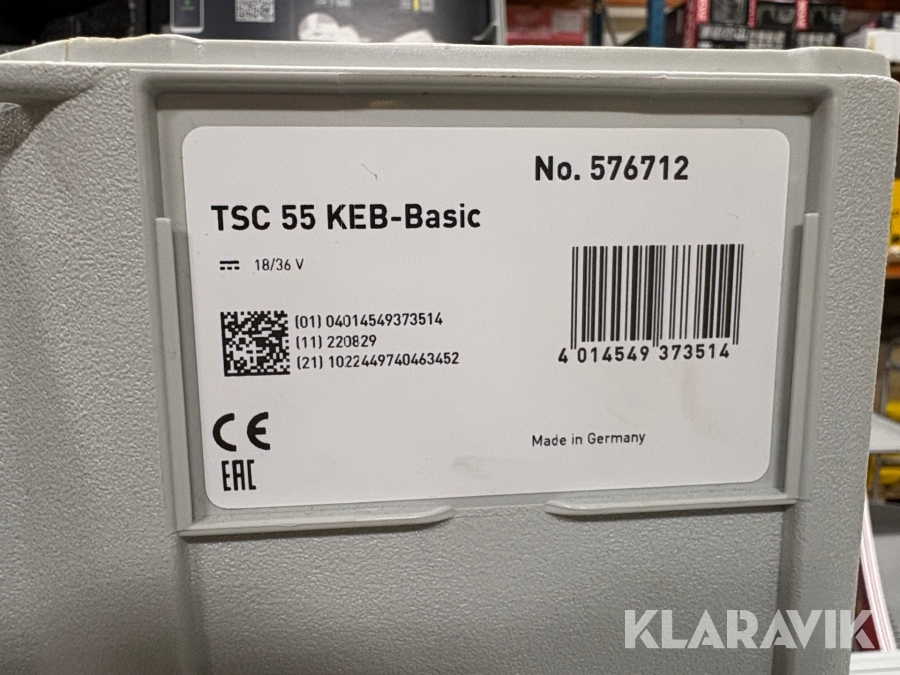 No. 576712
TSC 55 KEB-Basic
18/36 V
(01) 04014549373514
(11) 220829
(21) 1022449740463452
4 014549 373514
CE
EAC
Made in Germany
KLARAVIK